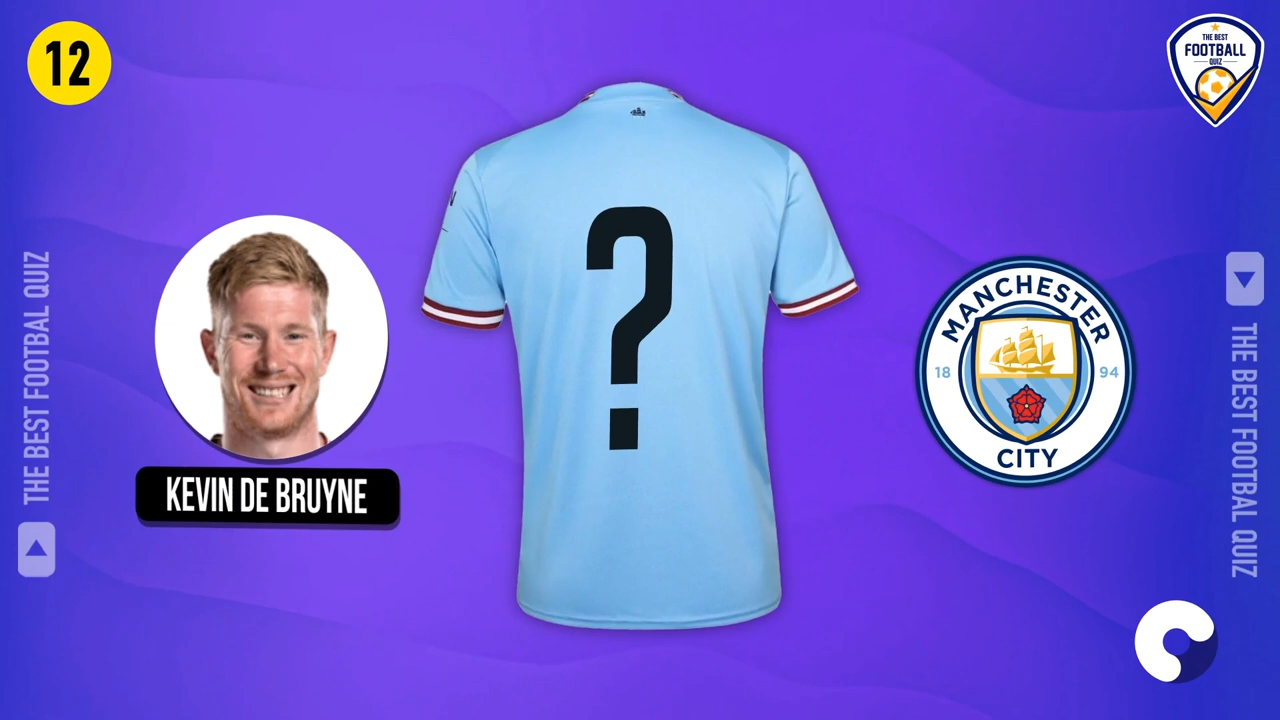 12
THE BEST
FOOTBALL
QUIZ
THE BEST FOOTBAL QUIZ
?
KEVIN DE BRUYNE
MANCHESTER
18 94
CITY
THE BEST FOOTBAL QUIZ